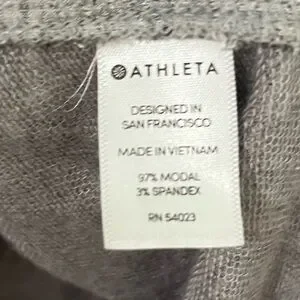 ATHLETA
DESIGNED IN
SAN FRANCISCO
MADE IN VIETNAM
97% MODAL
3% SPANDEX
RN 54023